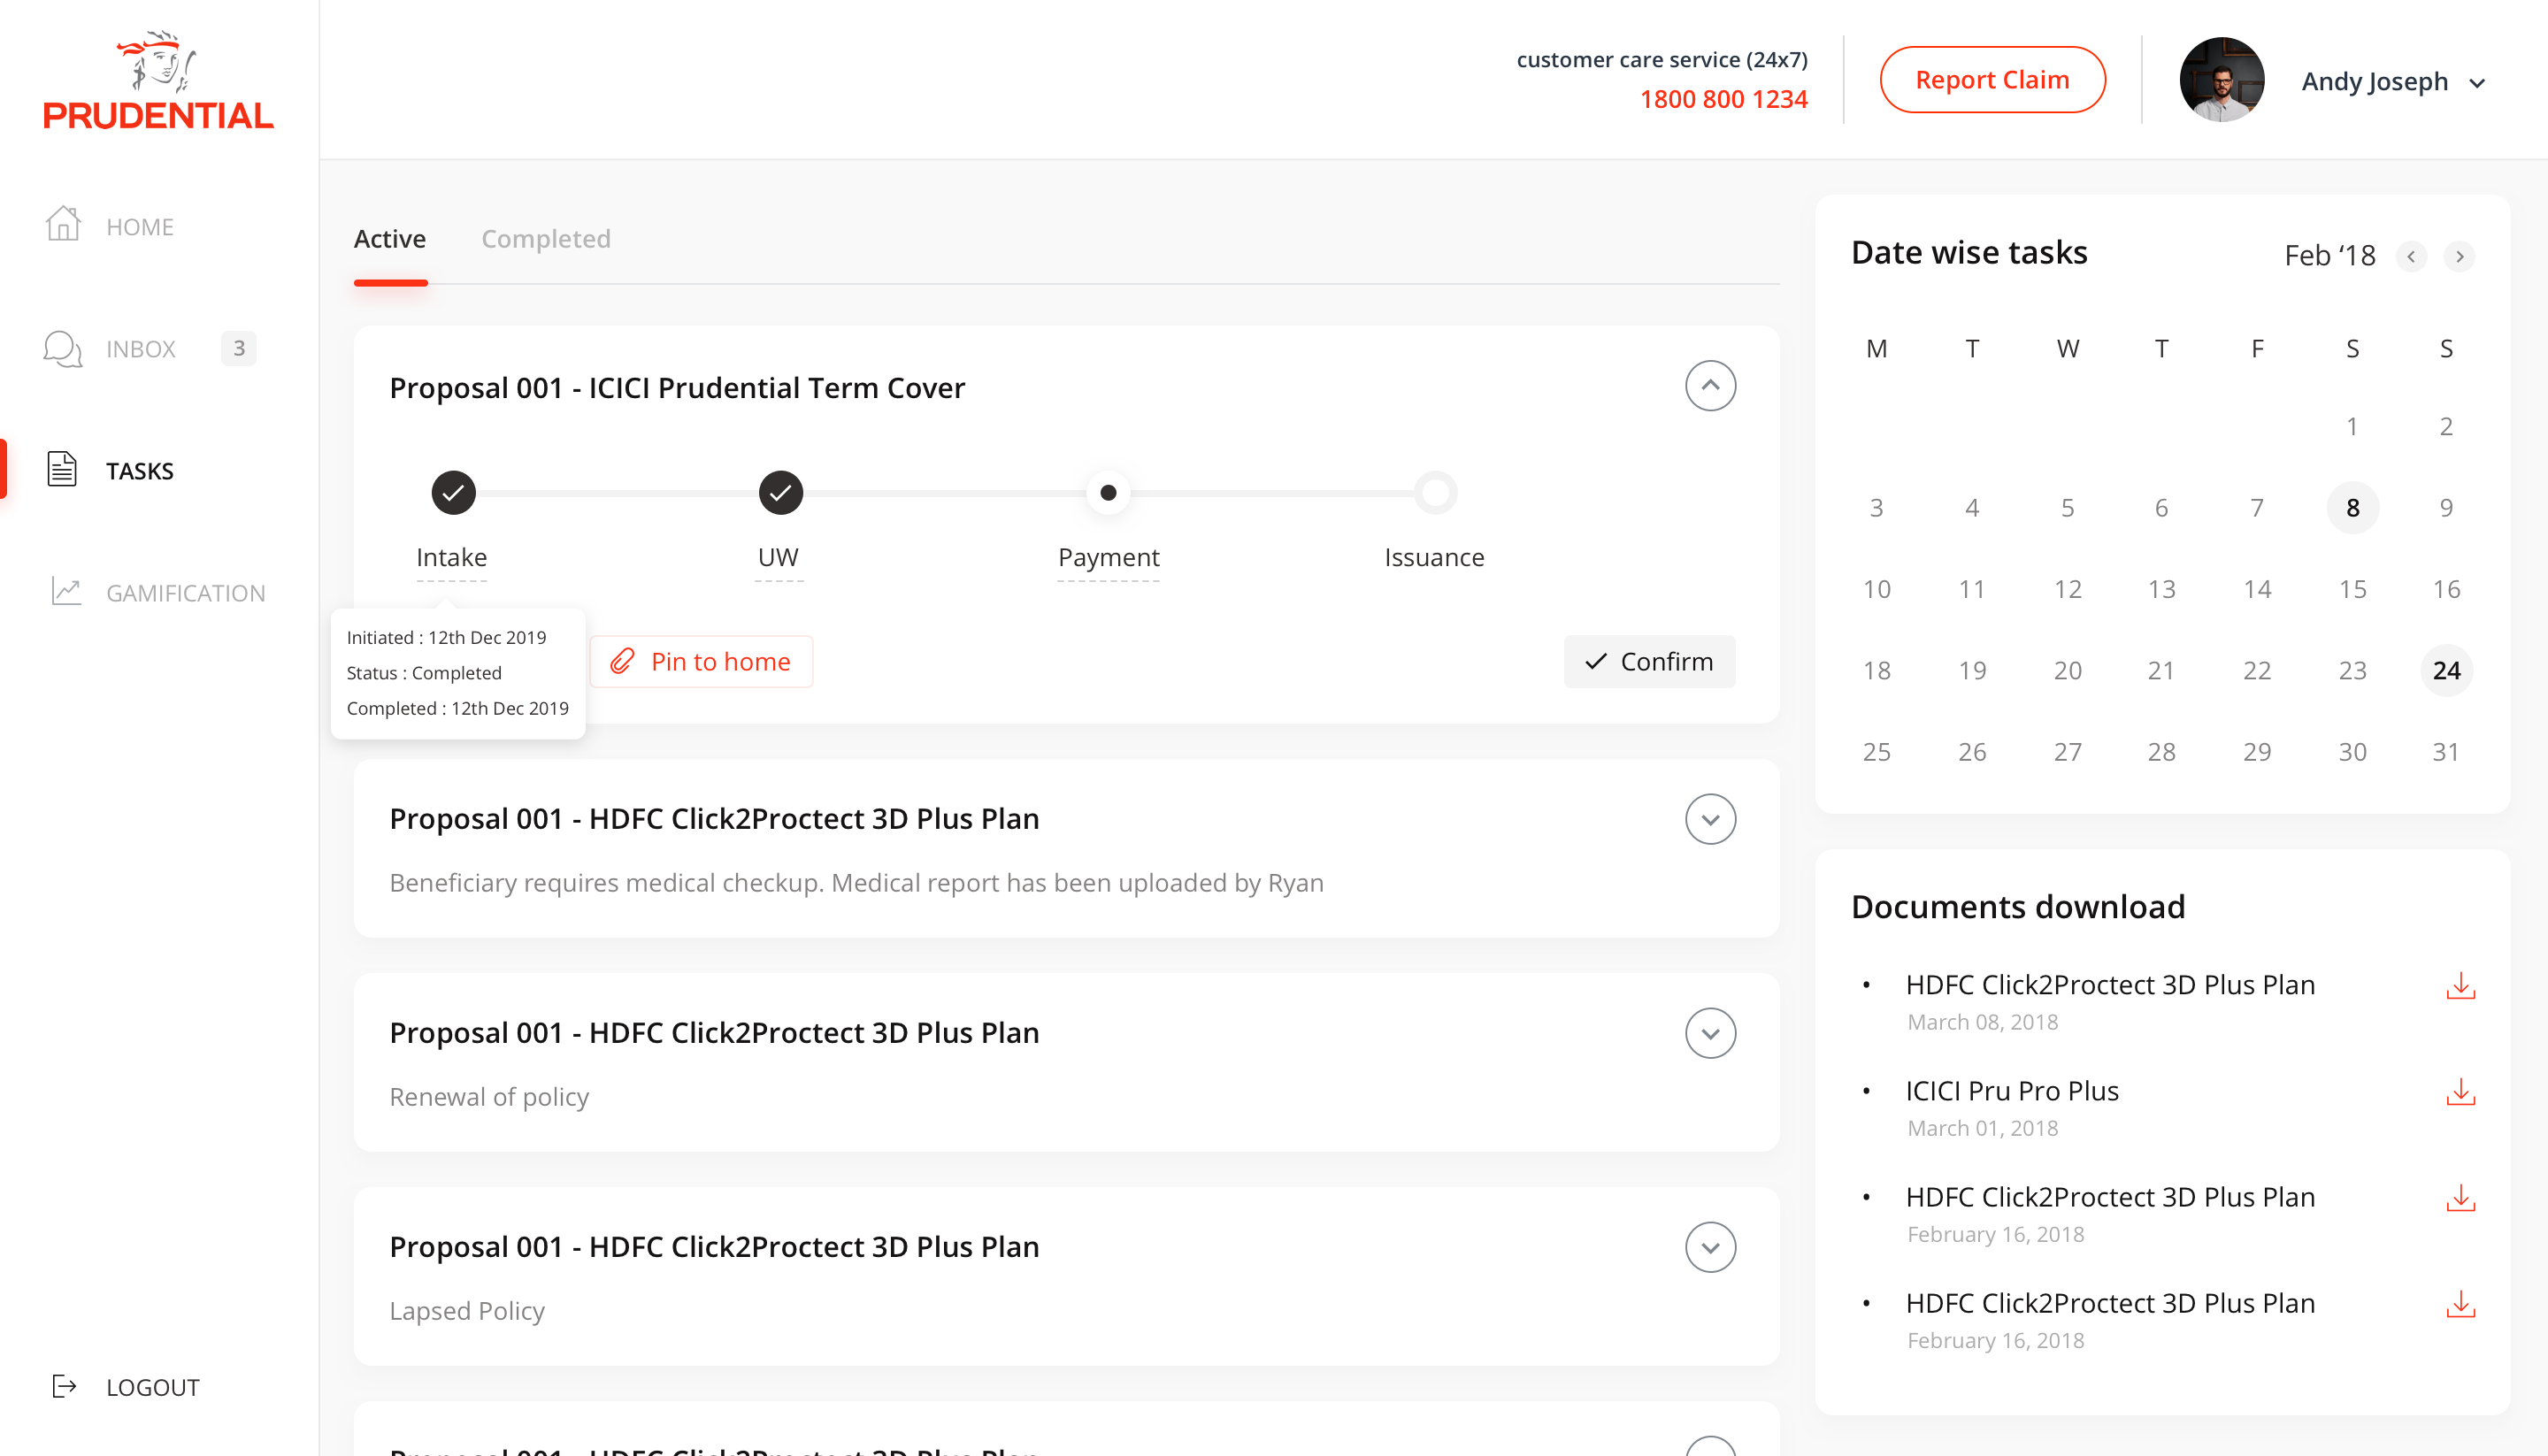 PRUDENTIAL
customer care service (24x7)
1800 800 1234
Report Claim
Andy Joseph
HOME
INBOX 3
TASKS
GAMIFICATION
LOGOUT
Active Completed
Proposal 001 - ICICI Prudential Term Cover
Intake UW Payment Issuance
Initiated : 12th Dec 2019
Status : Completed
Completed : 12th Dec 2019
Pin to home
Confirm
Proposal 001 - HDFC Click2Proctect 3D Plus Plan
Beneficiary requires medical checkup. Medical report has been uploaded by Ryan
Proposal 001 - HDFC Click2Proctect 3D Plus Plan
Renewal of policy
Proposal 001 - HDFC Click2Proctect 3D Plus Plan
Lapsed Policy
Proposal 001 - HDFC Click2Proctect 3D Plus Plan
Date wise tasks Feb ‘18
M T W T F S S
1 2
3 4 5 6 7 8 9
10 11 12 13 14 15 16
18 19 20 21 22 23 24
25 26 27 28 29 30 31
Documents download
• HDFC Click2Proctect 3D Plus Plan
March 08, 2018
• ICICI Pru Pro Plus
March 01, 2018
• HDFC Click2Proctect 3D Plus Plan
February 16, 2018
• HDFC Click2Proctect 3D Plus Plan
February 16, 2018